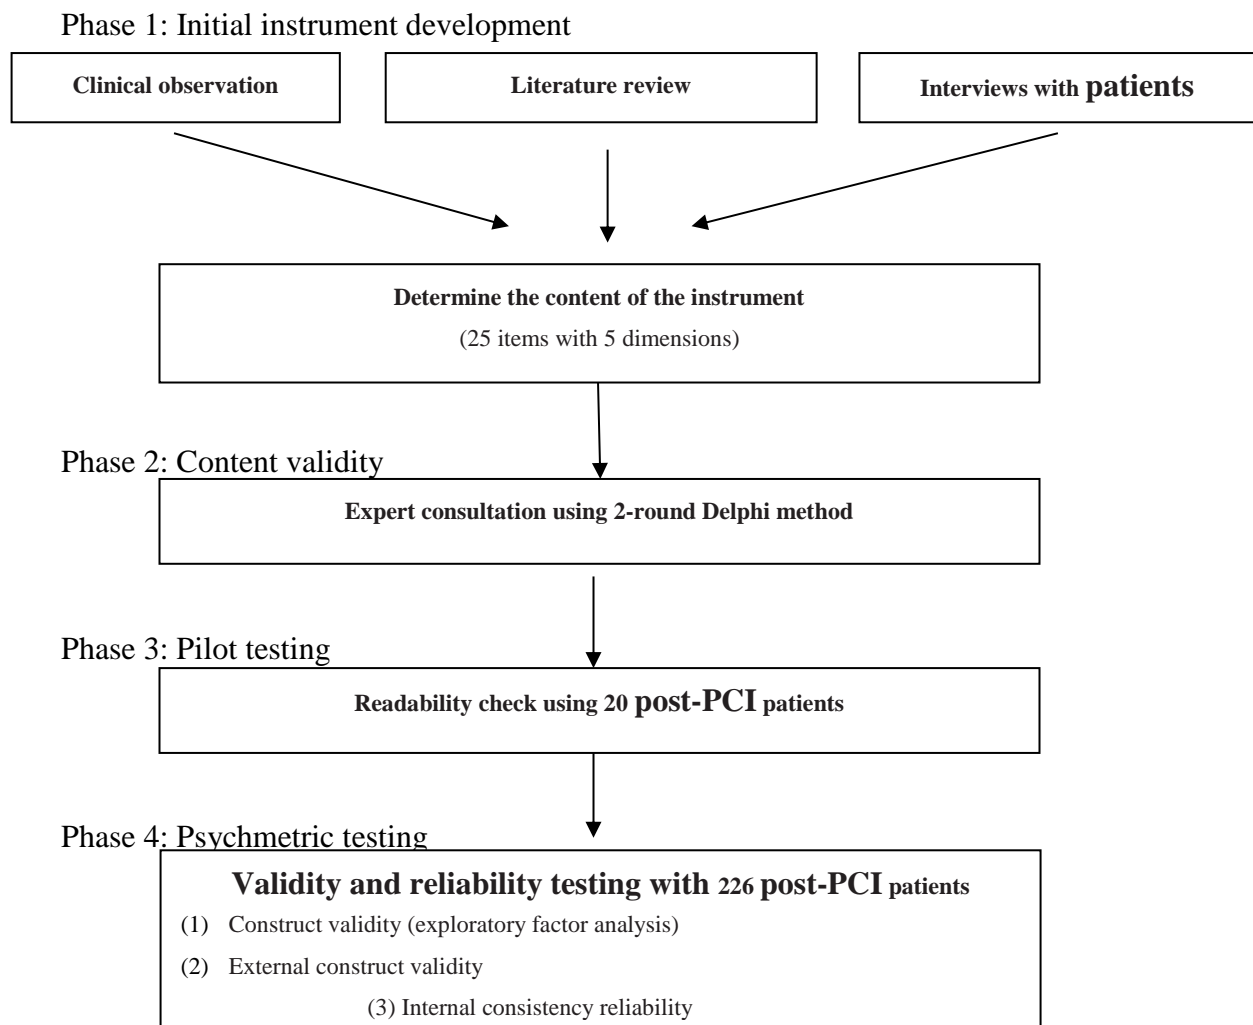 Phase 1: Initial instrument development
Clinical observation
Literature review
Interviews with patients
Determine the content of the instrument
(25 items with 5 dimensions)
Phase 2: Content validity
Expert consultation using 2-round Delphi method
Phase 3: Pilot testing
Readability check using 20 post-PCI patients
Phase 4: Psychmetric testing
Validity and reliability testing with 226 post-PCI patients
(1) Construct validity (exploratory factor analysis)
(2) External construct validity
(3) Internal consistency reliability